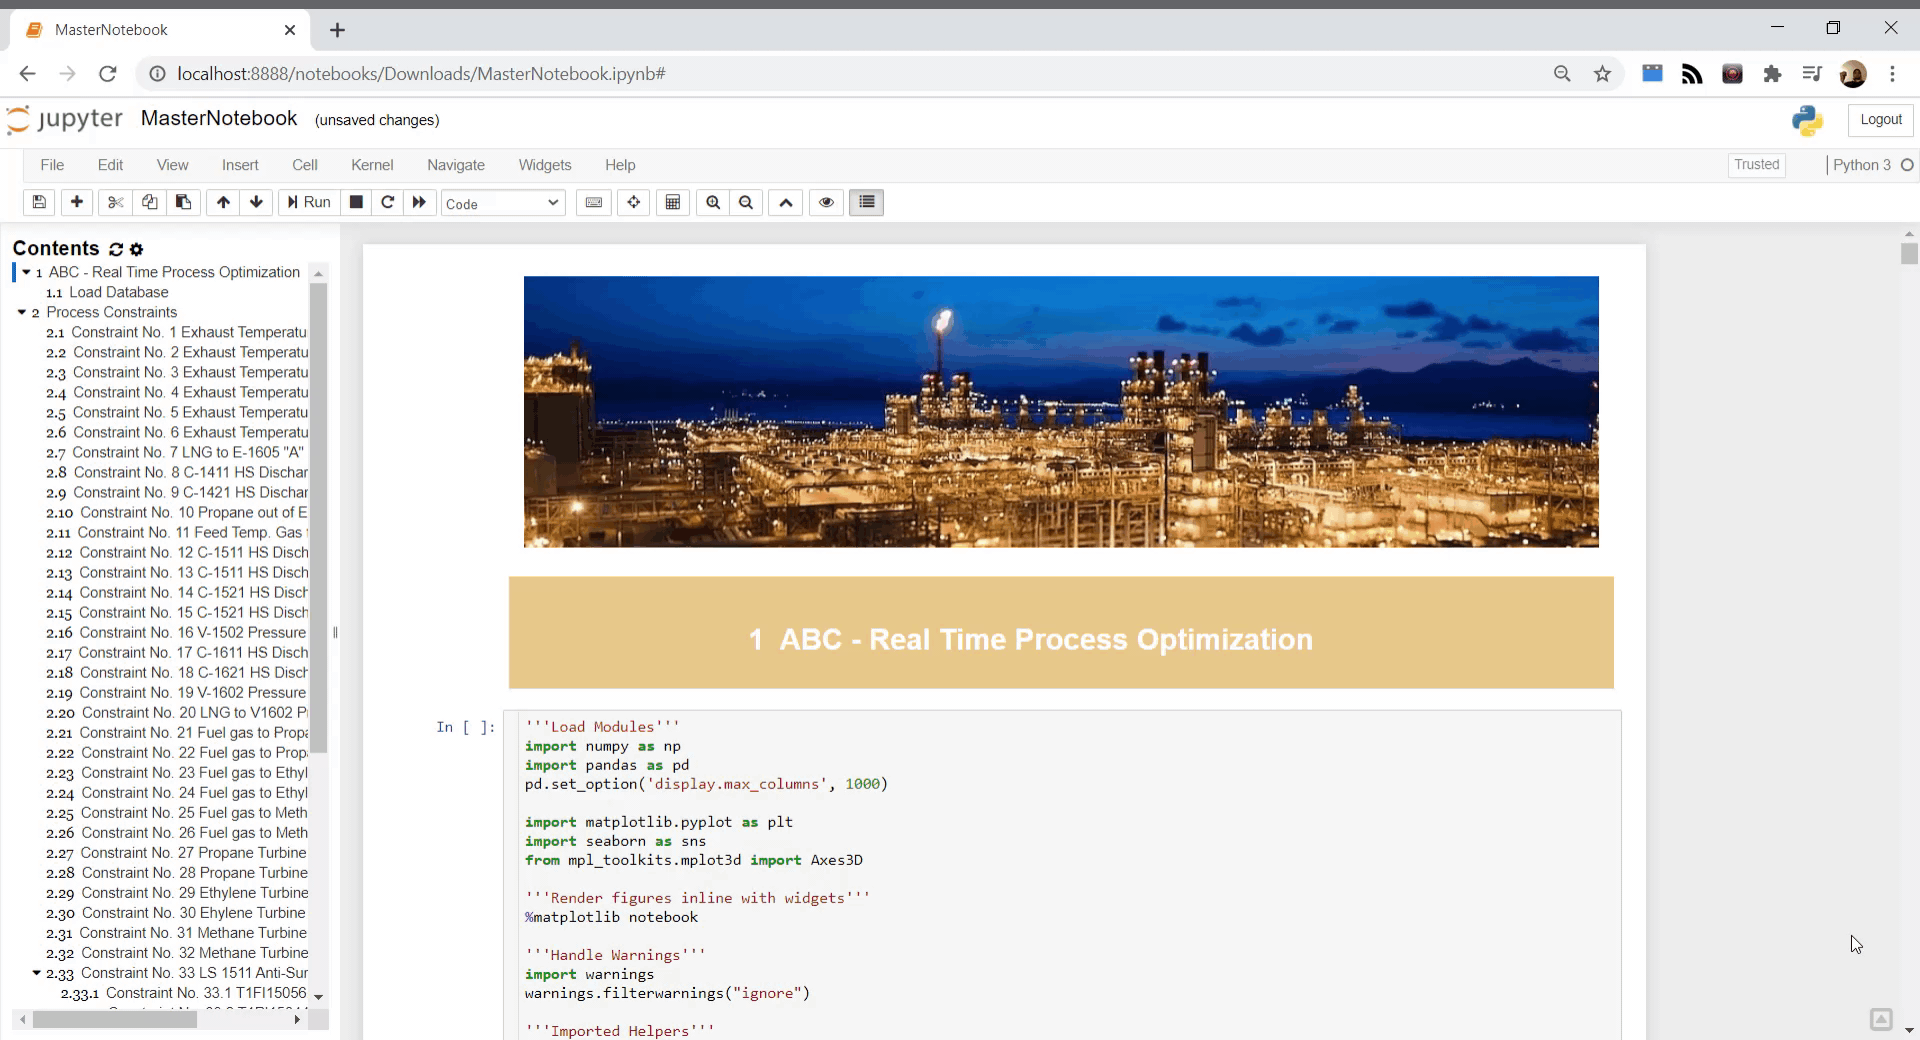 MasterNotebook
localhost:8888/notebooks/Downloads/MasterNotebook.ipynb#
jupyter MasterNotebook (unsaved changes)
Logout
File Edit View Insert Cell Kernel Navigate Widgets Help
Trusted
Python 3
Run
Code
Contents
1 ABC - Real Time Process Optimization
1.1 Load Database
2 Process Constraints
2.1 Constraint No. 1 Exhaust Temperatu
2.2 Constraint No. 2 Exhaust Temperatu
2.3 Constraint No. 3 Exhaust Temperatu
2.4 Constraint No. 4 Exhaust Temperatu
2.5 Constraint No. 5 Exhaust Temperatu
2.6 Constraint No. 6 Exhaust Temperatu
2.7 Constraint No. 7 LNG to E-1605 "A"
2.8 Constraint No. 8 C-1411 HS Dischar
2.9 Constraint No. 9 C-1421 HS Dischar
2.10 Constraint No. 10 Propane out of E
2.11 Constraint No. 11 Feed Temp. Gas
2.12 Constraint No. 12 C-1511 HS Disch
2.13 Constraint No. 13 C-1511 HS Disch
2.14 Constraint No. 14 C-1521 HS Disch
2.15 Constraint No. 15 C-1521 HS Disch
2.16 Constraint No. 16 V-1502 Pressure
2.17 Constraint No. 17 C-1611 HS Disch
2.18 Constraint No. 18 C-1621 HS Disch
2.19 Constraint No. 19 V-1602 Pressure
2.20 Constraint No. 20 LNG to V1602 P
2.21 Constraint No. 21 Fuel gas to Propa
2.22 Constraint No. 22 Fuel gas to Prop
2.23 Constraint No. 23 Fuel gas to Ethyl
2.24 Constraint No. 24 Fuel gas to Ethyl
2.25 Constraint No. 25 Fuel gas to Meth
2.26 Constraint No. 26 Fuel gas to Meth
2.27 Constraint No. 27 Propane Turbine
2.28 Constraint No. 28 Propane Turbine
2.29 Constraint No. 29 Ethylene Turbine
2.30 Constraint No. 30 Ehylene Turbine
2.31 Constraint No. 31 Methane Turbine
2.32 Constraint No. 32 Methane Turbine
2.33 Constraint No. 33 LS 1511 Anti-Sur
2.33.1 Constraint No. 33.1 T1FI15056
1 ABC - Real Time Process Optimization
In [ ]:
'''Load Modules'''
import numpy as np
import pandas as pd
pd.set_option('display.max_columns', 1000)
import matplotlib.pyplot as plt
import seaborn as sns
from mpl_toolkits.mplot3d import Axes3D
'''Render figures inline with widgets'''
%matplotlib notebook
'''Handle Warnings'''
import warnings
warnings.filterwarnings("ignore")
'''Imported Helpers'''